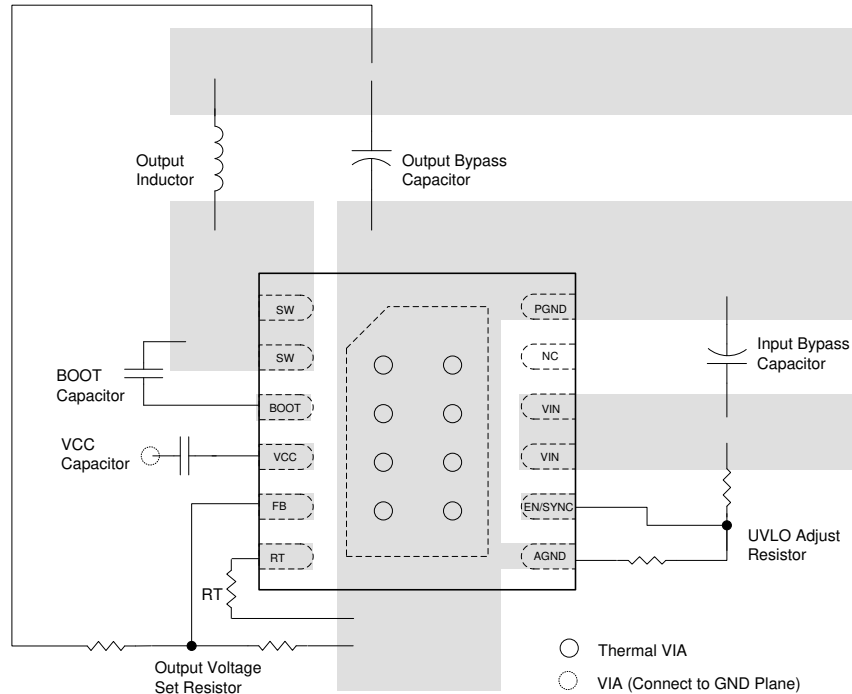 Output
Inductor
Output Bypass
Capacitor
SW
PGND
SW
NC
Input Bypass
Capacitor
BOOT
Capacitor
BOOT
VIN
VCC
Capacitor
VCC
VIN
FB
EN/SYNC
UVLO Adjust
Resistor
RT
AGND
RT
Output Voltage
Set Resistor
Thermal VIA
VIA (Connect to GND Plane)